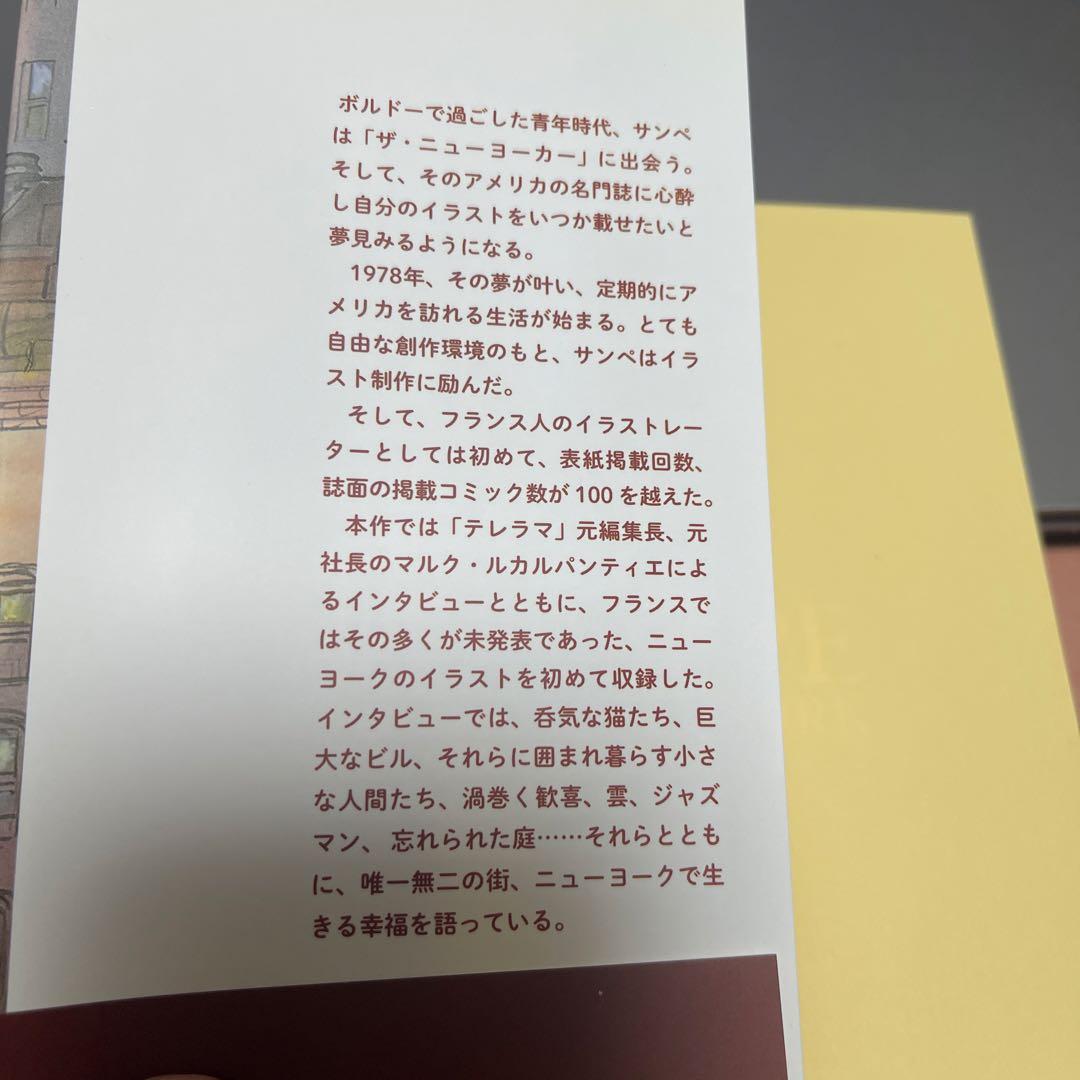 ボルドーで過ごした青年時代、サンペ
は「ザ・ニューヨーカー」に出会う。
そして、そのアメリカの名門誌に心酔
し自分のイラストをいつか載せたいと
夢見みるようになる。
1978年、その夢が叶い、定期的にア
メリカを訪れる生活が始まる。とても
自由な創作環境のもと、サンペはイラ
スト制作に励んだ。
そして、フランス人のイラストレー
ターとしては初めて、表紙掲載回数、
誌面の掲載コミック数が100を越えた。
本作では「テレラマ」元編集長、元
社長のマルク・ルカルパンティエによ
るインタビューとともに、フランスで
はその多くが未発表であった、ニュー
ヨークのイラストを初めて収録した。
インタビューでは、呑気な猫たち、巨
大なビル、それらに囲まれ暮らす小さ
な人間たち、渦巻く歓喜、雲、ジャズ
マン、忘れられた庭……それらととも
に、唯一無二の街、ニューヨークで生
きる幸福を語っている。